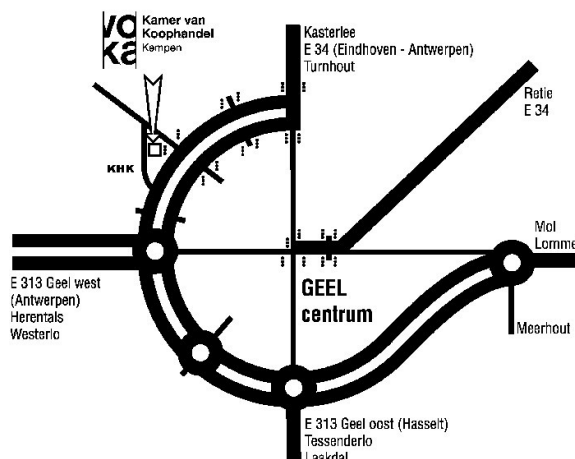 VO
Ka
Kamer van
Koophandel
Kempen
Kasterlee
E 34 (Eindhoven - Antwerpen)
Turnhout
Retie
E 34
KHK
Mol
Lomme
E 313 Geel west
(Antwerpen)
Herentals
Westerlo
GEEL
centrum
Meerhout
E 313 Geel oost (Hasselt)
Tessenderlo
Laakdal